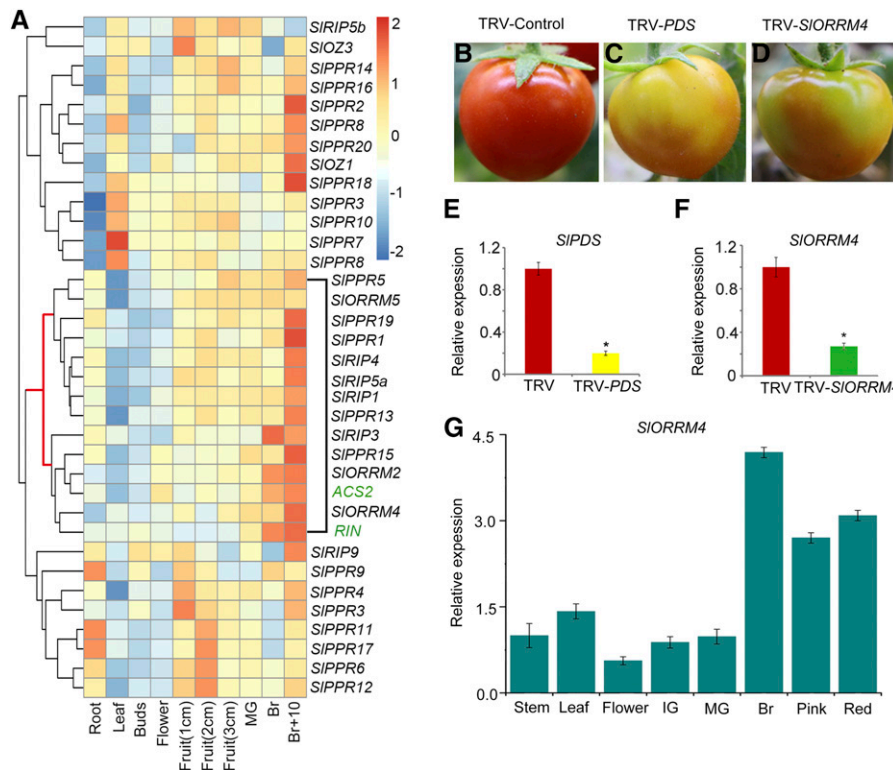 A
SlRIP5b
SlOZ3
SlPPR14
SlPPR16
SlPPR2
SlPPR8
SlPPR20
SlOZ1
SlPPR18
SlPPR3
SlPPR10
SlPPR7
SlPPR8
SlPPR5
SlORRM5
SlPPR19
SlPPR1
SlRIP4
SlRIP5a
SlRIP1
SlPPR13
SlRIP3
SlPPR15
SlORRM2
ACS2
SlORRM4
RIN
SlRIP9
SlPPR9
SlPPR4
SlPPR3
SlPPR11
SlPPR17
SlPPR6
SlPPR12
2
1
0
-1
-2
Root
Leaf
Buds
Flower
Fruit(1cm)
Fruit(2cm)
Fruit(3cm)
MG
Br
Br+10
TRV-Control
TRV-PDS
TRV-SlORRM4
B
C
D
E
SlPDS
Relative expression
1.2
0.8
0.4
0
*
TRV
TRV-PDS
F
SlORRM4
Relative expression
1.2
0.8
0.4
0
*
TRV
TRV-SlORRM4
G
SlORRM4
Relative expression
4.5
3.0
1.5
0.0
Stem
Leaf
Flower
IG
MG
Br
Pink
Red